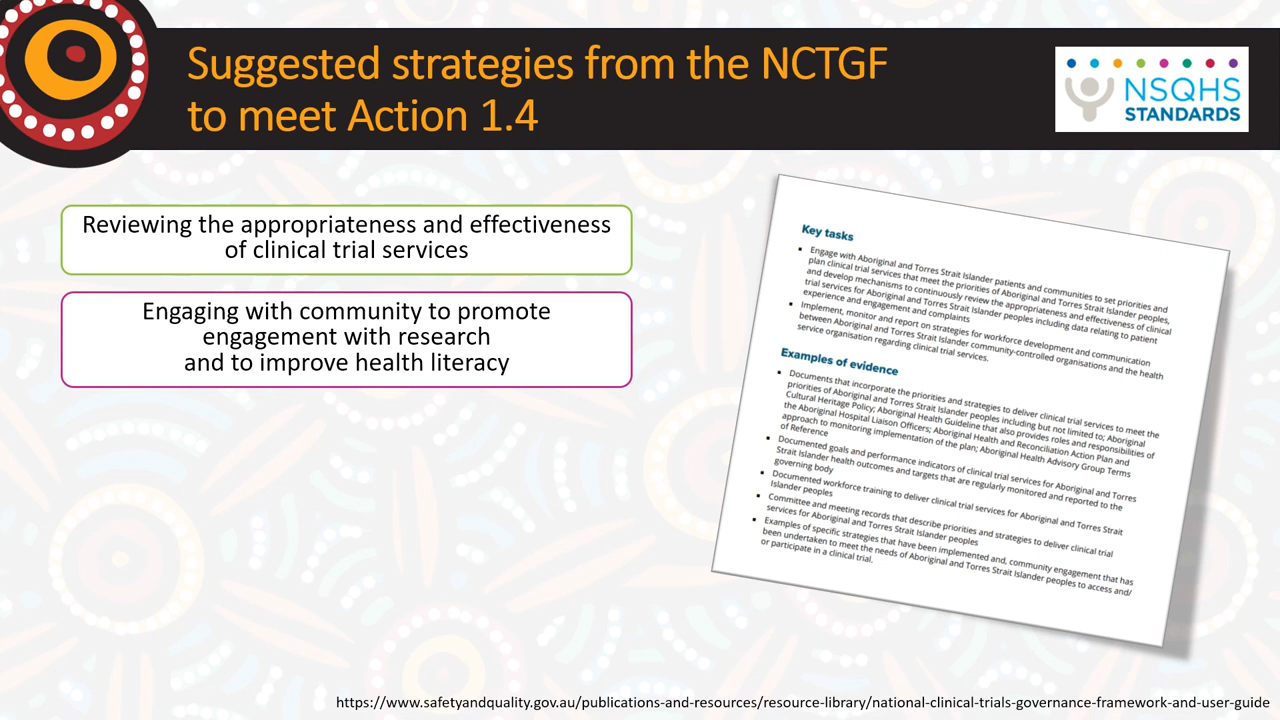 Suggested strategies from the NCTGF
to meet Action 1.4
NSQHS
STANDARDS
Reviewing the appropriateness and effectiveness
of clinical trial services
Engaging with community to promote
engagement with research
and to improve health literacy
Key tasks
▪ Engage with Aboriginal and Torres Strait Islander patients and communities to set priorities and
plan clinical trial services that meet the priorities of Aboriginal and Torres Strait Islander peoples,
and develop mechanisms to continuously review the appropriateness and effectiveness of clinical
trial services for Aboriginal and Torres Strait Islander peoples including data relating to patient
experience and engagement and complaints
▪ Implement, monitor and report on strategies for workforce development and communication
between Aboriginal and Torres Strait Islander community-controlled organisations and the health
service organisation regarding clinical trial services.
Examples of evidence
▪ Documents that incorporate the priorities and strategies to deliver clinical trial services to meet the
priorities of Aboriginal and Torres Strait Islander peoples including but not limited to; Aboriginal
Cultural Heritage Policy; Aboriginal Health Guideline that also provides roles and responsibilities of
the Aboriginal Hospital Liaison Officers; Aboriginal Health and Reconciliation Action Plan and
approach to monitoring implementation of the plan; Aboriginal Health Advisory Group Terms
of Reference
▪ Documented goals and performance indicators of clinical trial services for Aboriginal and Torres
Strait Islander health outcomes and targets that are regularly monitored and reported to the
governing body
▪ Documented workforce training to deliver clinical trial services for Aboriginal and Torres Strait
Islander peoples
▪ Committee and meeting records that describe priorities and strategies to deliver clinical trial
services for Aboriginal and Torres Strait Islander peoples
▪ Examples of specific strategies that have been implemented and, community engagement that has
been undertaken to meet the needs of Aboriginal and Torres Strait Islander peoples to access and/
or participate in a clinical trial.
https://www.safetyandquality.gov.au/publications-and-resources/resource-library/national-clinical-trials-governance-framework-and-user-guide